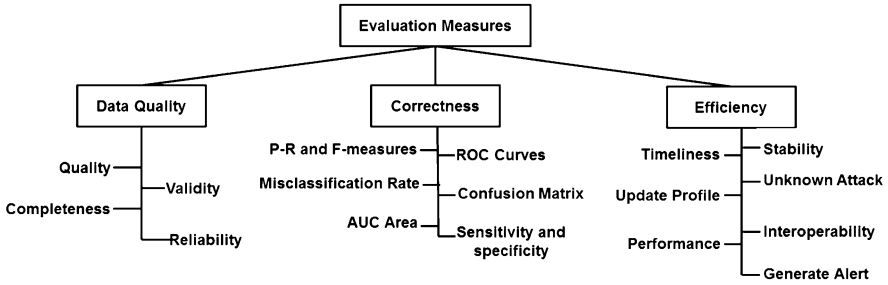 Evaluation Measures
Data Quality
Correctness
Efficiency
Quality
Validity
Completeness
Reliability
P-R and F-measures
ROC Curves
Misclassification Rate
Confusion Matrix
AUC Area
Sensitivity and
specificity
Stability
Timeliness
Unknown Attack
Update Profile
Interoperability
Performance
Generate Alert